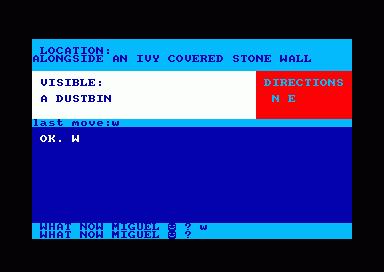 LOCATION:
ALONGSIDE AN IVY COVERED STONE WALL
VISIBLE:
A DUSTBIN
DIRECTIONS
N E
last move:w
OK. W
WHAT NOW MIGUEL ? w
WHAT NOW MIGUEL ?